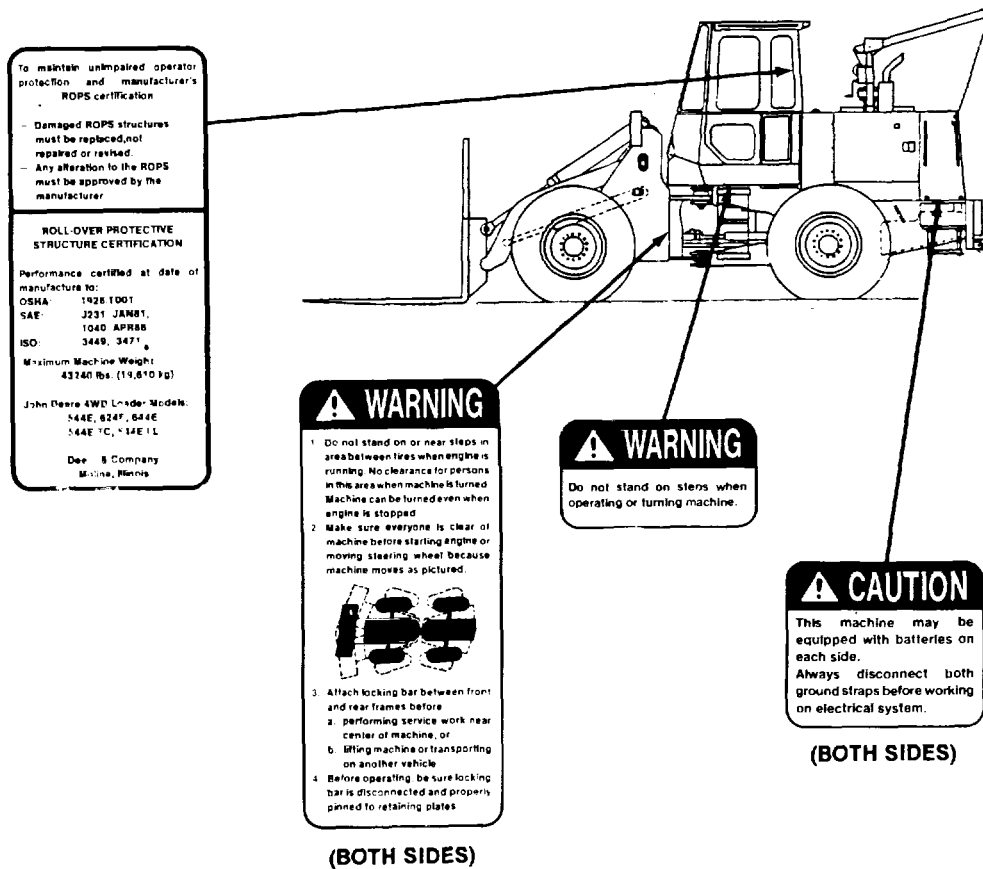 To maintain unimpaired operator
protection and manufacturer's
ROPS certification
- Damaged ROPS structures
must be replaced,not
repaired or revised.
- Any alteration to the ROPS
must be approved by the
manufacturer
ROLL-OVER PROTECTIVE
STRUCTURE CERTIFICATION
Performance certified at date of
manufacture to:
OSHA: 1926.1001
SAE: J231 JAN81,
1040 APR88
ISO: 3449, 3471
Maximum Machine Weight
43240 lbs. (19,610 kg)
John Deere 4WD Loader Models:
544E, 644E
& Company
Moline, Illinois
WARNING
1. Do not stand on or near steps in
area between tires when engine is
running. No clearance for persons
in this area when machine is turned
Machine can be turned even when
engine is stopped
2. Make sure everyone is clear of
machine before starting engine or
moving steering wheel because
machine moves as pictured.
3. Attach locking bar between front
and rear frames before
a. performing service work near
center of machine, or
b. lifting machine or transporting
on another vehicle
4. Before operating, be sure locking
bar is disconnected and properly
pinned to retaining plates
(BOTH SIDES)
WARNING
Do not stand on steps when
operating or turning machine.
CAUTION
This machine may be
equipped with batteries on
each side.
Always disconnect both
ground straps before working
on electrical system.
(BOTH SIDES)